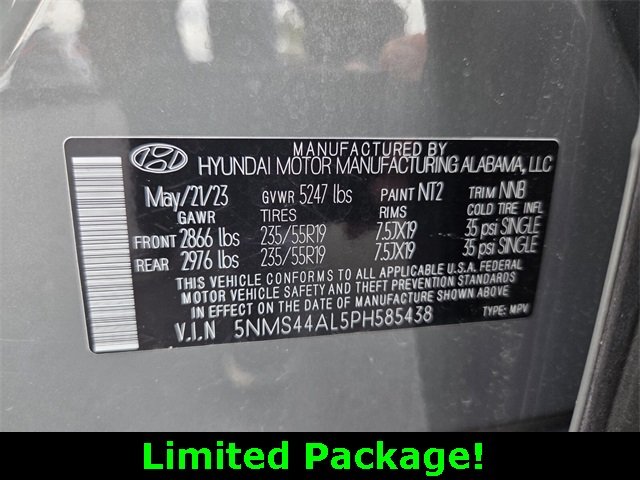 MANUFACTURED BY
HYUNDAI MOTOR MANUFACTURING ALABAMA, LLC
May/21/23 GVWR 5247 lbs PAINT NT2 TRIM NNB
GAWR TIRES RIMS COLD TIRE INFL
FRONT 2866 lbs 235/55R19 7.5JX19 35 psi SINGLE
REAR 2976 lbs 235/55R19 7.5JX19 35 psi SINGLE
THIS VEHICLE CONFORMS TO ALL APPLICABLE U.S.A. FEDERAL
MOTOR VEHICLE SAFETY AND THEFT PREVENTION STANDARDS
IN EFFECT ON THE DATE OF MANUFACTURE SHOWN ABOVE.
V.I.N 5NMS44AL5PH585438 TYPE: MPV
Limited Package!